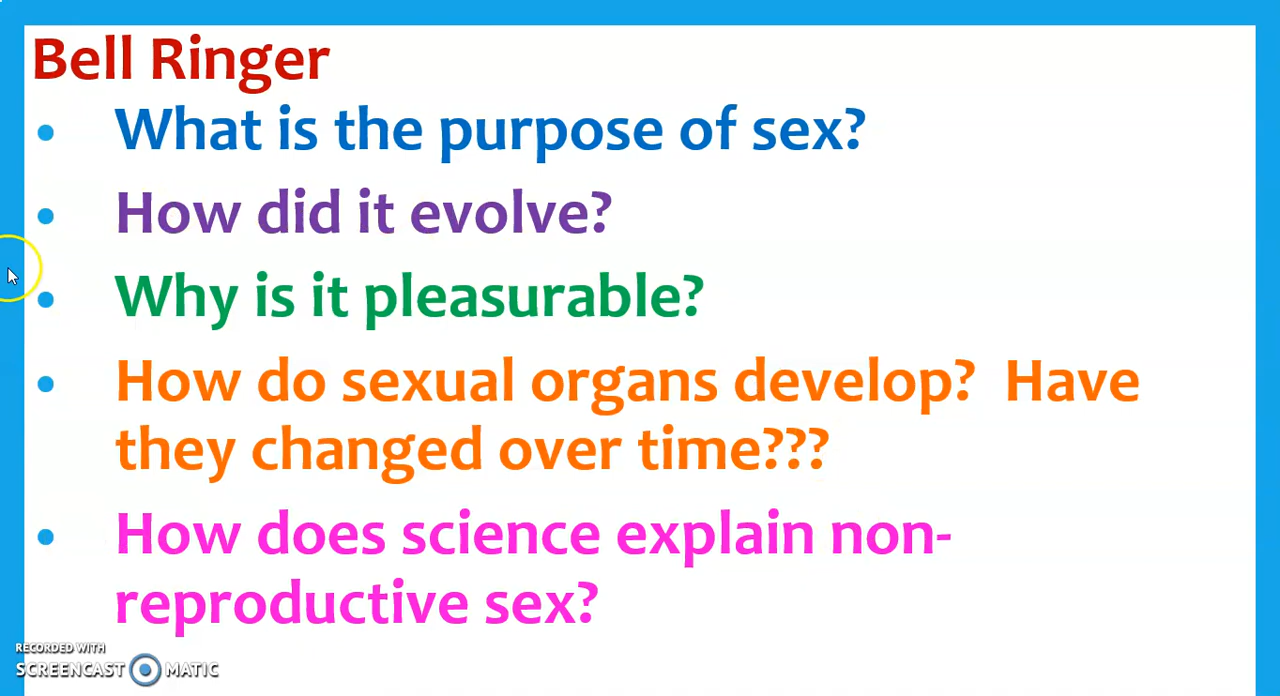 Bell Ringer
• What is the purpose of sex?
• How did it evolve?
• Why is it pleasurable?
• How do sexual organs develop?  Have
they changed over time???
• How does science explain non-
reproductive sex?
RECORDED WITH
SCREENCAST MATIC